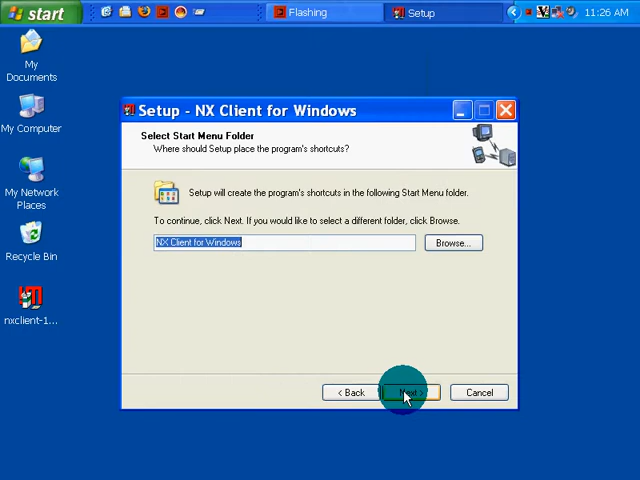 start
Flashing
Setup
11:26 AM
My
Documents
My Computer
My Network
Places
Recycle Bin
nxclient-1...
Setup - NX Client for Windows
Select Start Menu Folder
Where should Setup place the program's shortcuts?
Setup will create the program's shortcuts in the following Start Menu folder.
To continue, click Next. If you would like to select a different folder, click Browse.
NX Client for Windows
Browse...
< Back
Next >
Cancel